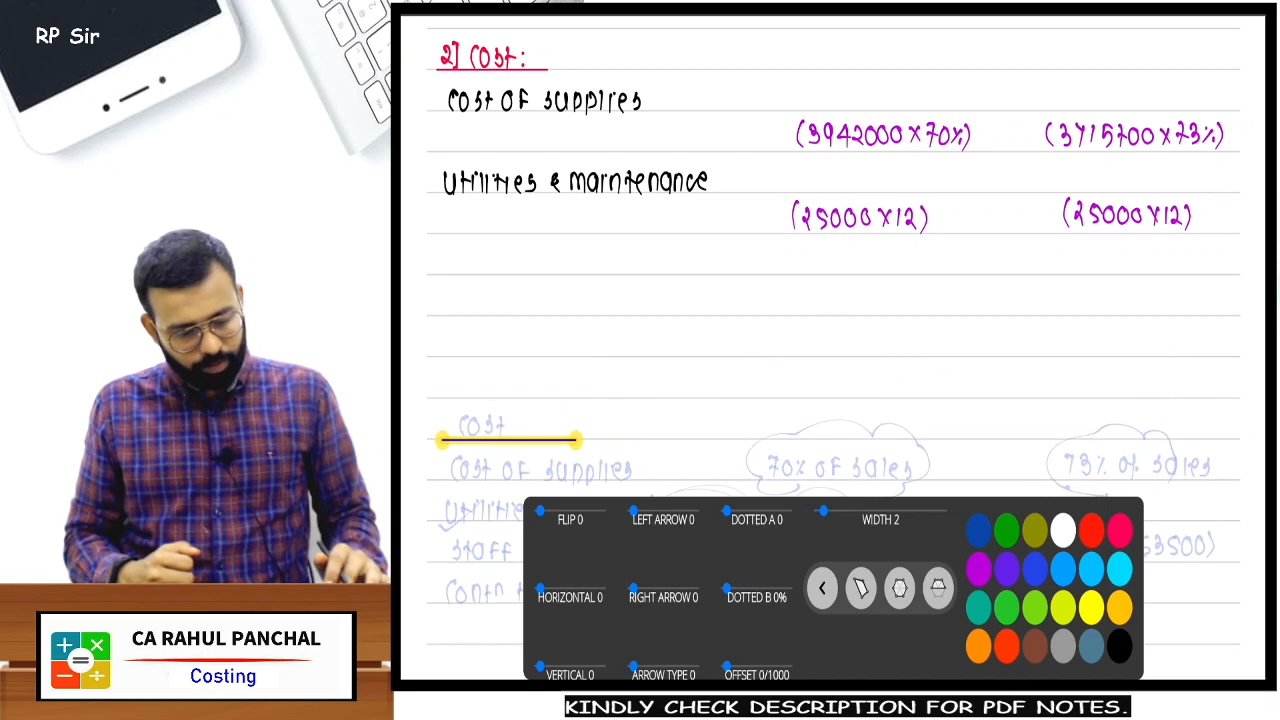 RP Sir
2] Cost:
Cost of supplies
(3942000 x 70%) (3415700 x 73%)
Utilities & maintenance
(25000 x 12) (25000 x 12)
Cost
Cost of supplies 70% of sales 73% of sales
Staff 53500)
FLIP 0 LEFT ARROW 0 DOTTED A 0 WIDTH 2
HORIZONTAL 0 RIGHT ARROW 0 DOTTED B 0%
VERTICAL 0 ARROW TYPE 0 OFFSET 0/1000
CA RAHUL PANCHAL
Costing
KINDLY CHECK DESCRIPTION FOR PDF NOTES.